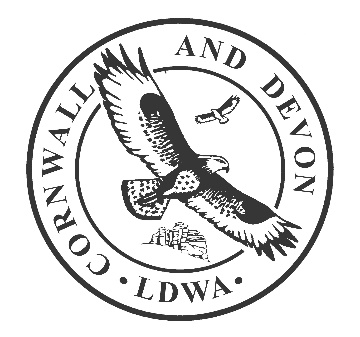 CORNWALL AND DEVON
• LDWA •